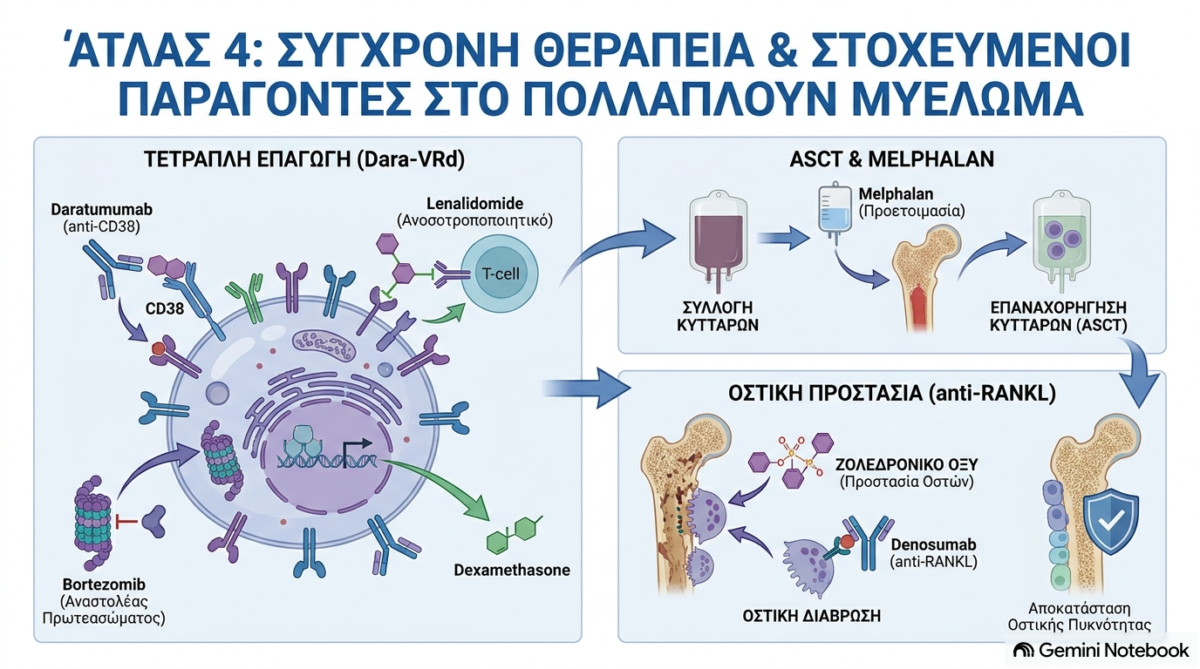 ΆΤΛΑΣ 4: ΣΥΓΧΡΟΝΗ ΘΕΡΑΠΕΙΑ & ΣΤΟΧΕΥΜΕΝΟΙ
ΠΑΡΑΓΟΝΤΕΣ ΣΤΟ ΠΟΛΛΑΠΛΟΥΝ ΜΥΕΛΩΜΑ
ΤΕΤΡΑΠΛΗ ΕΠΑΓΩΓΗ (Dara-VRd)
Daratumumab
(anti-CD38)
CD38
Lenalidomide
(Ανοσοτροποποιητικό)
T-cell
Bortezomib
(Αναστολέας
Πρωτεασώματος)
Dexamethasone
ASCT & MELPHALAN
ΣΥΛΛΟΓΗ
ΚΥΤΤΑΡΩΝ
Melphalan
(Προετοιμασία)
ΕΠΑΝΑΧΟΡΗΓΗΣΗ
ΚΥΤΤΑΡΩΝ (ASCT)
ΟΣΤΙΚΗ ΠΡΟΣΤΑΣΙΑ (anti-RANKL)
ΖΟΛΕΔΡΟΝΙΚΟ ΟΞΥ
(Προστασία Οστών)
Denosumab
(anti-RANKL)
ΟΣΤΙΚΗ ΔΙΑΒΡΩΣΗ
Αποκατάσταση
Οστικής Πυκνότητας
Gemini Notebook